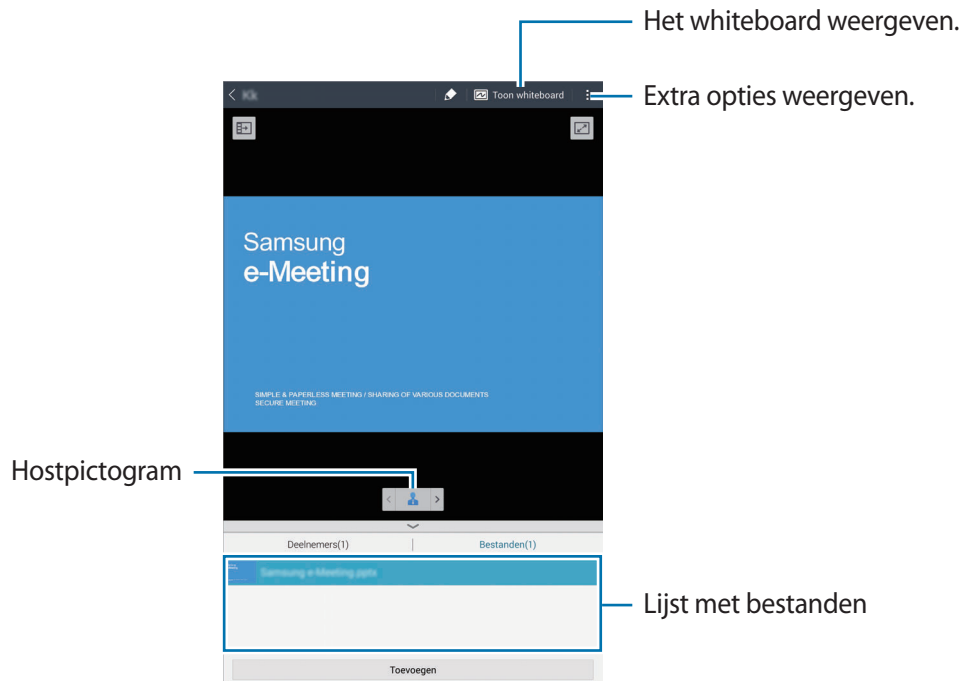 Het whiteboard weergeven.
Toon whiteboard
Extra opties weergeven.
Samsung
e-Meeting
SIMPLE & PAPERLESS MEETING / SHARING OF VARIOUS DOCUMENTS
SECURE MEETING
Hostpictogram
Deelnemers(1)
Bestanden(1)
Samsung e-Meeting.pptx
Lijst met bestanden
Toevoegen